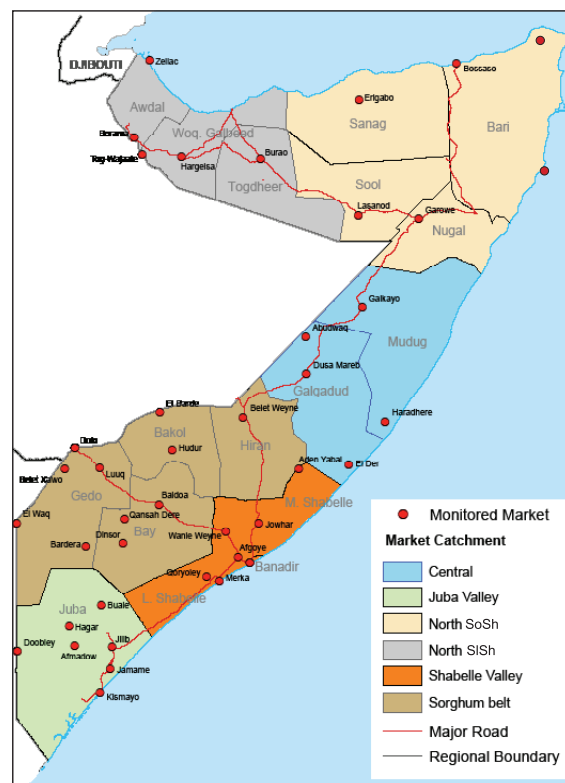 DJIBOUTI
Zeilac
Awdal
Borama
Woq. Galbeed
Tog-Wajaale
Hargeisa
Burao
Togdheer
Erigabo
Sanag
Bossaso
Bari
Sool
Lasanod
Garowe
Nugal
Galkayo
Abudwaq
Mudug
Dusa Mareb
Galgadud
Haradhere
El Barde
Belet Weyne
Bakol
Hiran
Hudur
Aden Yabal
El Der
Luuq
Gedo
El Waq
Baidoa
Qansah Dere
Bay
Dinsor
Bardera
M. Shabelle
Jowhar
Wanle Weyne
Afgoye
Banadir
Qoryoley
Merka
L. Shabelle
Juba
Buale
Hagar
Doobley
Jilib
Afmadow
Jamame
Kismayo
Monitored Market
Market Catchment
Central
Juba Valley
North SoSh
North SlSh
Shabelle Valley
Sorghum belt
Major Road
Regional Boundary